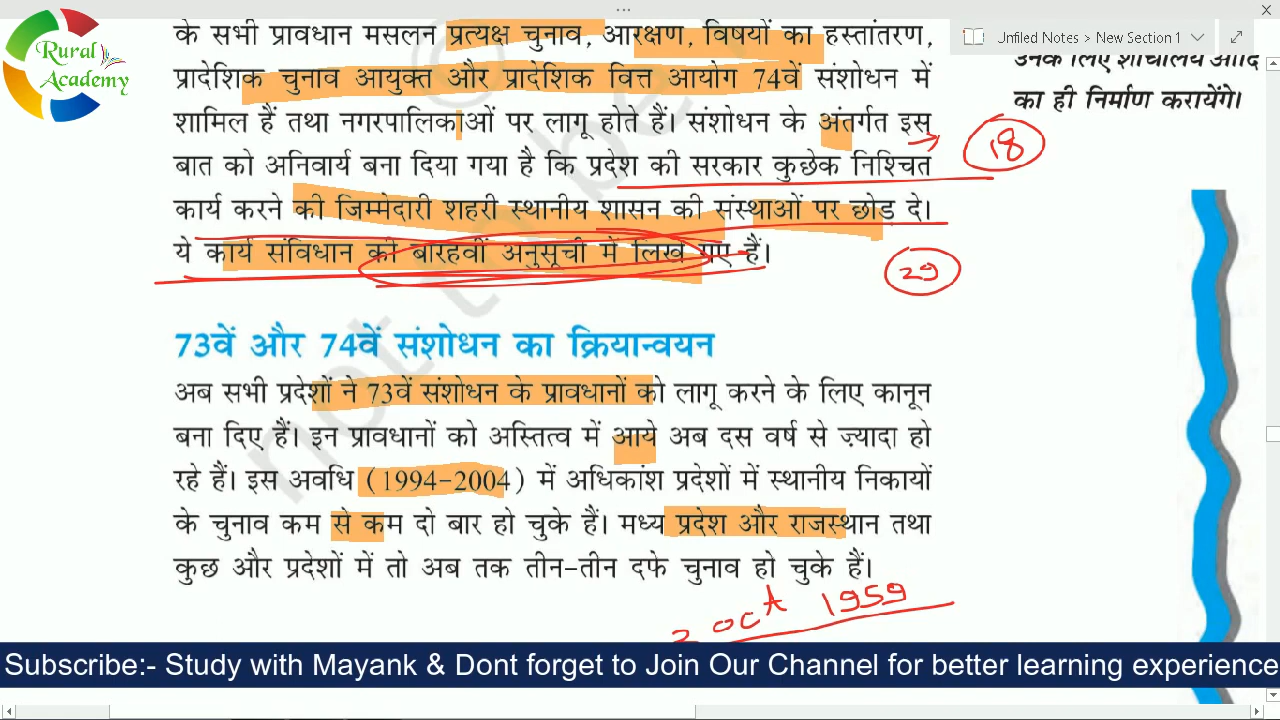 Rural
Academy
Unfiled Notes > New Section 1
के सभी प्रावधान मसलन प्रत्यक्ष चुनाव, आरक्षण, विषयों का हस्तांतरण,
प्रादेशिक चुनाव आयुक्त और प्रादेशिक वित्त आयोग 74वें संशोधन में
शामिल हैं तथा नगरपालिकाओं पर लागू होते हैं। संशोधन के अंतर्गत इस
बात को अनिवार्य बना दिया गया है कि प्रदेश की सरकार कुछेक निश्चित
कार्य करने की जिम्मेदारी शहरी स्थानीय शासन की संस्थाओं पर छोड़ दे।
ये कार्य संविधान की बारहवीं अनुसूची में लिखे गए हैं।
उनके लिए शौचालय आदि
का ही निर्माण करायेंगे।
18
29
73वें और 74वें संशोधन का क्रियान्वयन
अब सभी प्रदेशों ने 73वें संशोधन के प्रावधानों को लागू करने के लिए कानून
बना दिए हैं। इन प्रावधानों को अस्तित्व में आये अब दस वर्ष से ज़्यादा हो
रहे हैं। इस अवधि (1994-2004) में अधिकांश प्रदेशों में स्थानीय निकायों
के चुनाव कम से कम दो बार हो चुके हैं। मध्य प्रदेश और राजस्थान तथा
कुछ और प्रदेशों में तो अब तक तीन-तीन दफे चुनाव हो चुके हैं।
2 Oct 1959
Subscribe:- Study with Mayank & Dont forget to Join Our Channel for better learning experience